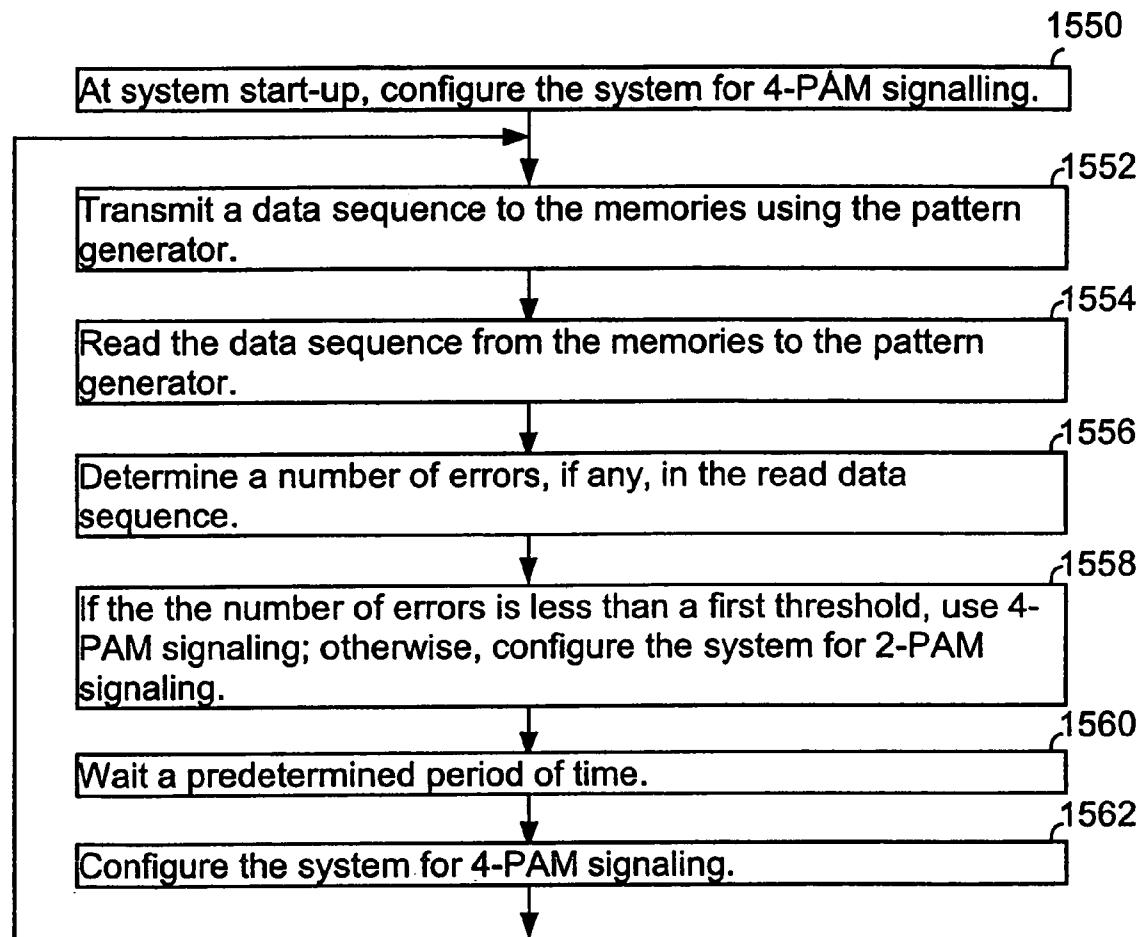 1550
At system start-up, configure the system for 4-PAM signalling.
1552
Transmit a data sequence to the memories using the pattern
generator.
1554
Read the data sequence from the memories to the pattern
generator.
1556
Determine a number of errors, if any, in the read data
sequence.
1558
If the the number of errors is less than a first threshold, use 4-
PAM signaling; otherwise, configure the system for 2-PAM
signaling.
1560
Wait a predetermined period of time.
1562
Configure the system for 4-PAM signaling.